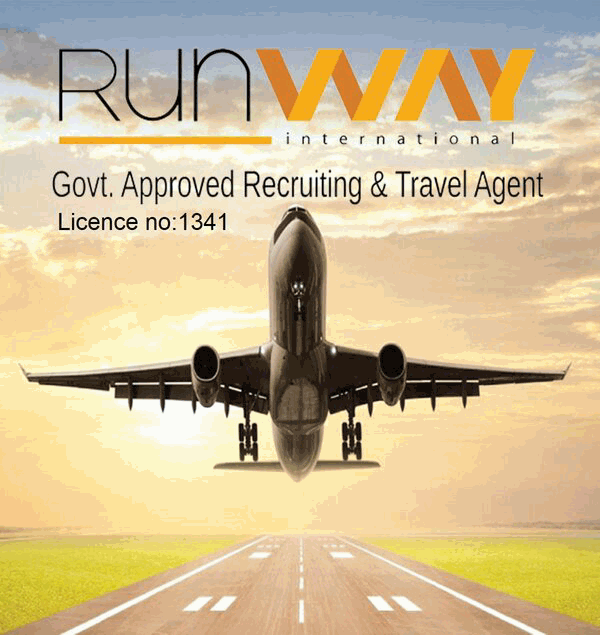 RUNWAY
international
Govt. Approved Recruiting & Travel Agent
Licence no:1341